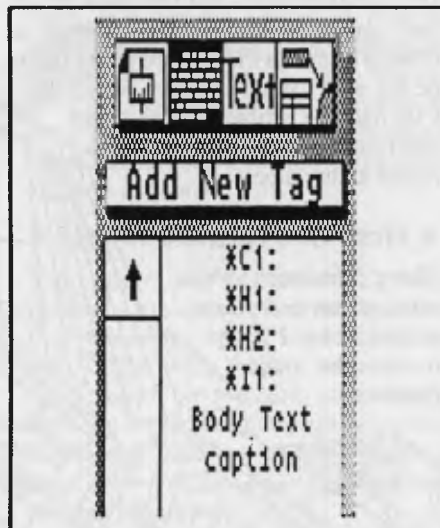 Text
Add New Tag
*C1:
*H1:
*H2:
*I1:
Body Text
caption